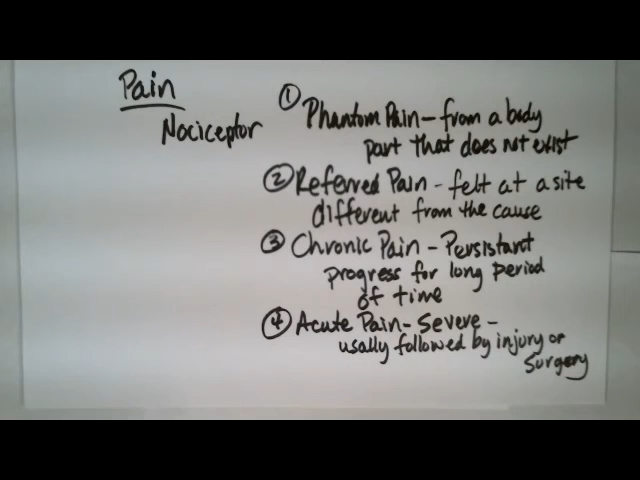 Pain
Nociceptor
① Phantom Pain - from a body
part that does not exist
② Referred Pain - felt at a site
different from the cause
③ Chronic Pain - Persistant
progress for long period
of time
④ Acute Pain - Severe -
usally followed by injury or
Surgery